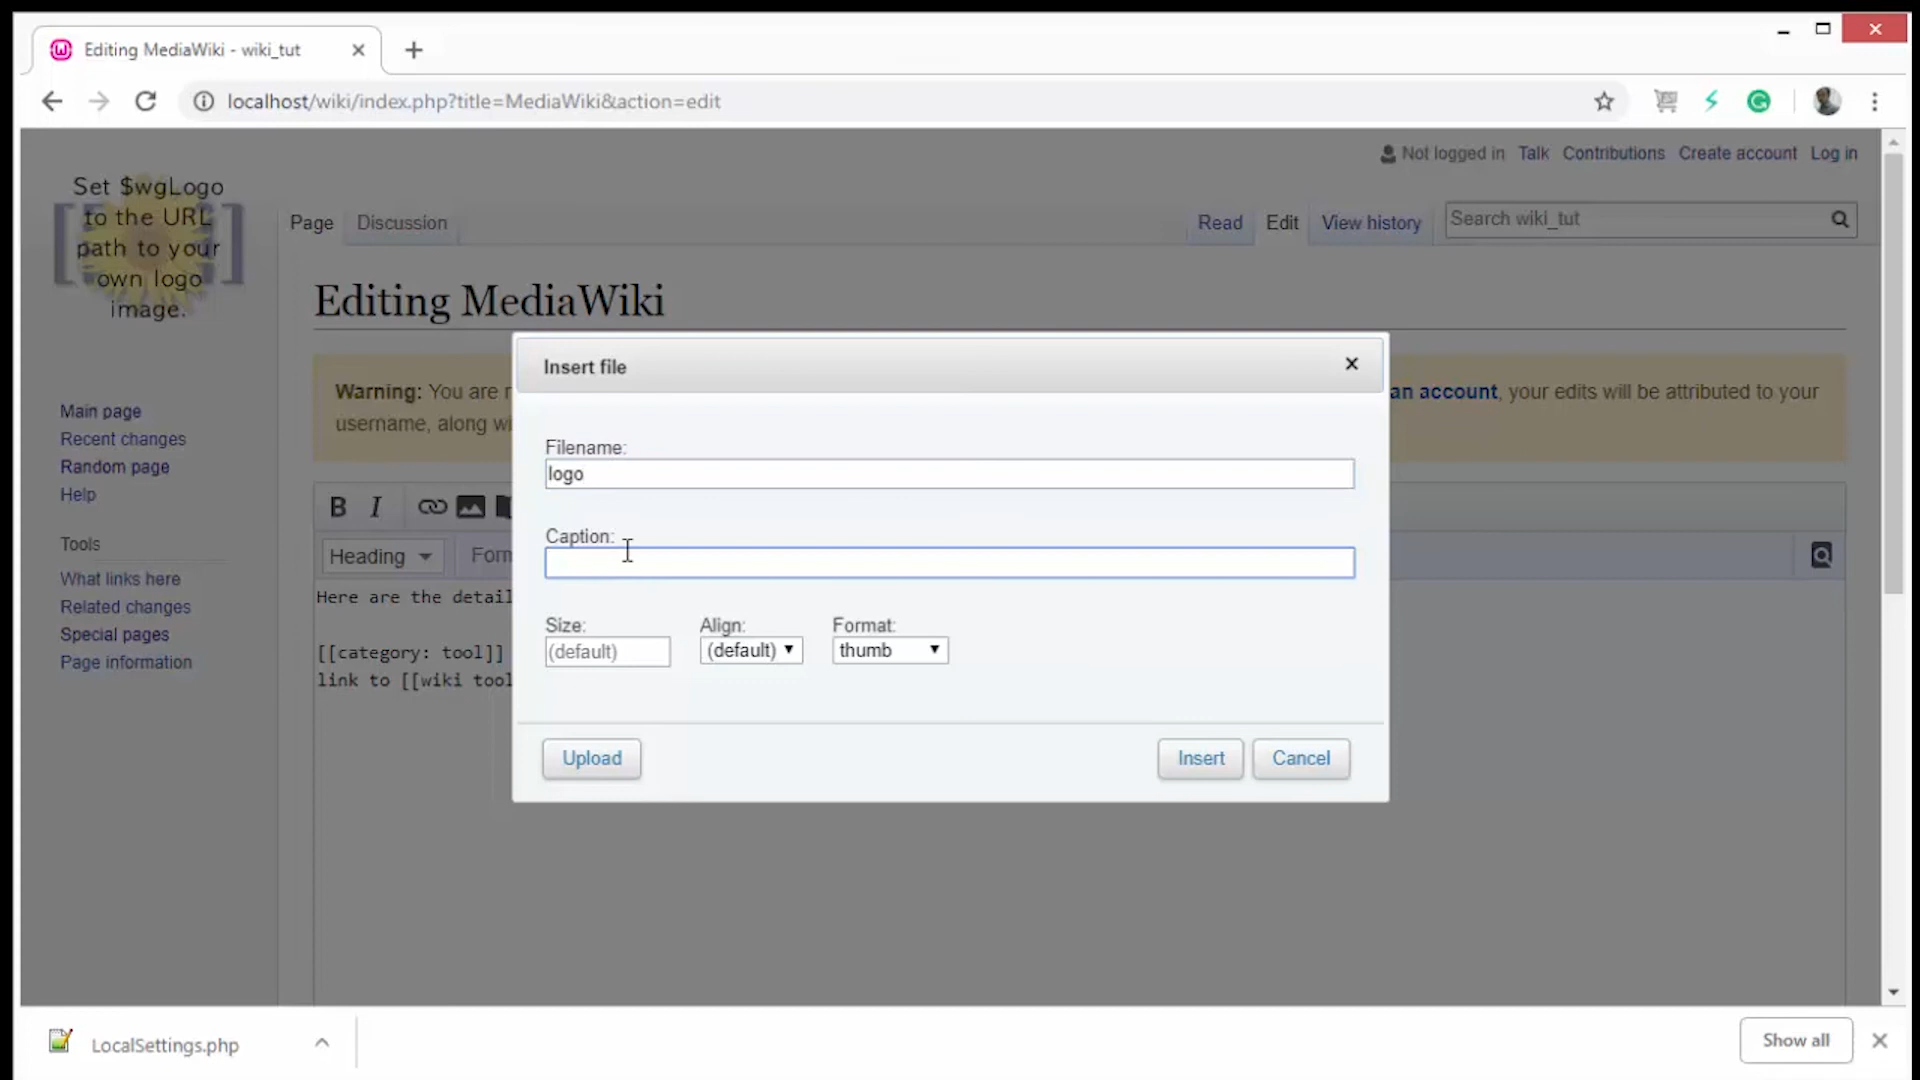 Editing MediaWiki - wiki_tut
localhost/wiki/index.php?title=MediaWiki&action=edit
Not logged in Talk Contributions Create account Log in
Set $wgLogo
to the URL
path to your
own logo
image.
Page Discussion Read Edit View history Search wiki_tut
Editing MediaWiki
Insert file
Warning: You are
an account, your edits will be attributed to your
username, along
Filename:
logo
Caption:
Size: Align: Format:
(default) (default) thumb
Upload Insert Cancel
Main page
Recent changes
Random page
Help
Tools
What links here
Related changes
Special pages
Page information
B I
Heading
Here are the
[[category: tool]]
link to [[wiki
LocalSettings.php
Show all